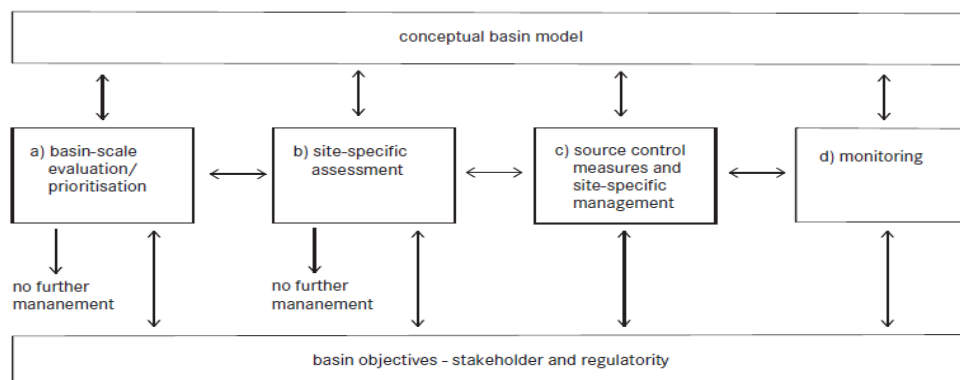 conceptual basin model
a) basin-scale
evaluation/
prioritisation
b) site-specific
assessment
c) source control
measures and
site-specific
management
d) monitoring
no further
mananement
no further
mananement
basin objectives - stakeholder and regulatority